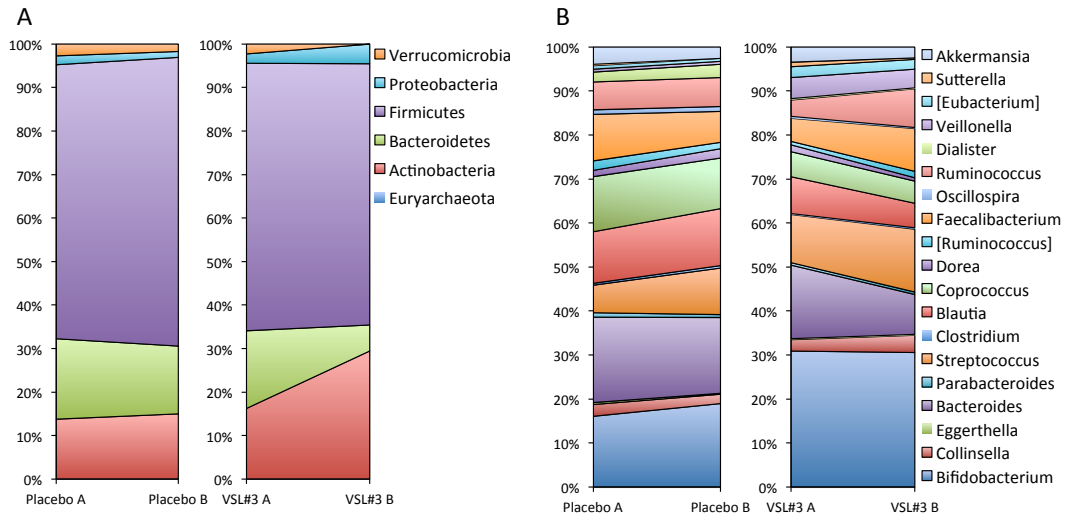 A
100%
90%
80%
70%
60%
50%
40%
30%
20%
10%
0%
Placebo A
Placebo B
100%
90%
80%
70%
60%
50%
40%
30%
20%
10%
0%
VSL#3 A
VSL#3 B
Verrucomicrobia
Proteobacteria
Firmicutes
Bacteroidetes
Actinobacteria
Euryarchaeota
B
100%
90%
80%
70%
60%
50%
40%
30%
20%
10%
0%
Placebo A
Placebo B
100%
90%
80%
70%
60%
50%
40%
30%
20%
10%
0%
VSL#3 A
VSL#3 B
Akkermansia
Sutterella
[Eubacterium]
Veillonella
Dialister
Ruminococcus
Oscillospira
Faecalibacterium
[Ruminococcus]
Dorea
Coprococcus
Blautia
Clostridium
Streptococcus
Parabacteroides
Bacteroides
Eggerthella
Collinsella
Bifidobacterium